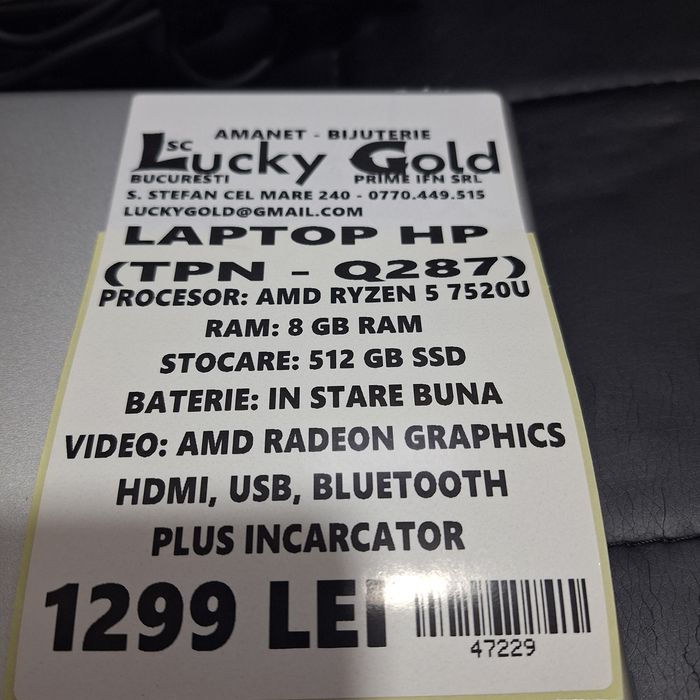 AMANET - BIJUTERIE
SC Lucky Gold
BUCURESTI PRIME IFN SRL
S. STEFAN CEL MARE 240 - 0770.449.515
LUCKYGOLD@GMAIL.COM
LAPTOP HP
(TPN - Q287)
PROCESOR: AMD RYZEN 5 7520U
RAM: 8 GB RAM
STOCARE: 512 GB SSD
BATERIE: IN STARE BUNA
VIDEO: AMD RADEON GRAPHICS
HDMI, USB, BLUETOOTH
PLUS INCARCATOR
1299 LEI
47229